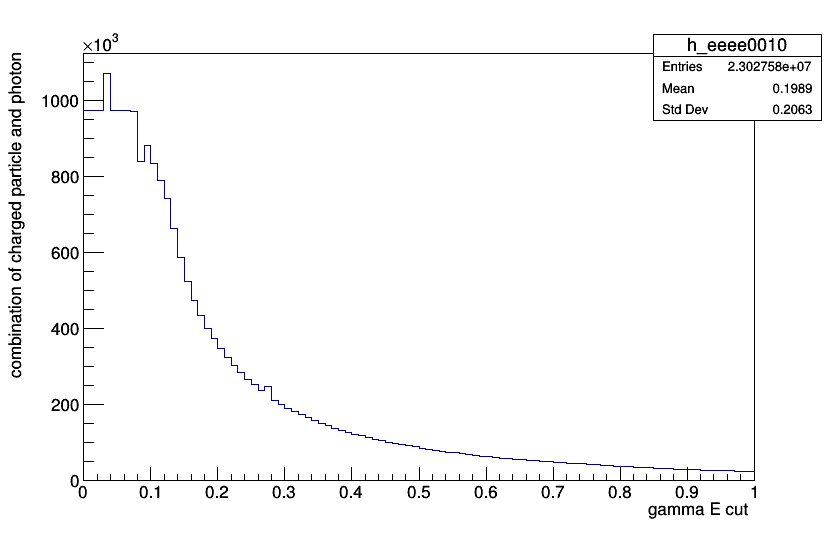 ×10³
h_eeee0010
Entries 2.302758e+07
Mean 0.1989
Std Dev 0.2063
combination of charged particle and photon
1000
800
600
400
200
0
0 0.1 0.2 0.3 0.4 0.5 0.6 0.7 0.8 0.9 1
gamma E cut